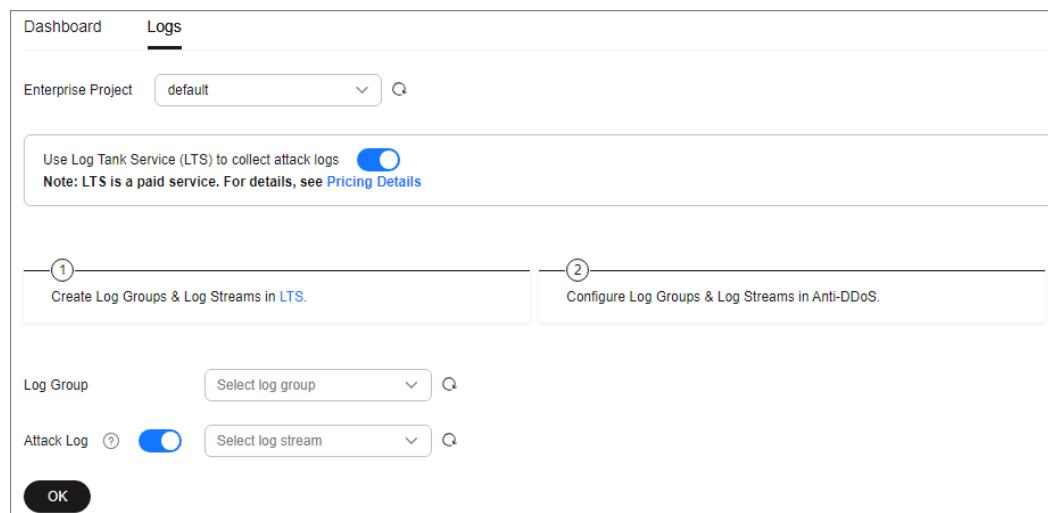 Dashboard Logs
Enterprise Project default
Use Log Tank Service (LTS) to collect attack logs
Note: LTS is a paid service. For details, see Pricing Details
1 2
Create Log Groups & Log Streams in LTS. Configure Log Groups & Log Streams in Anti-DDoS.
Log Group Select log group
Attack Log ? Select log stream
OK